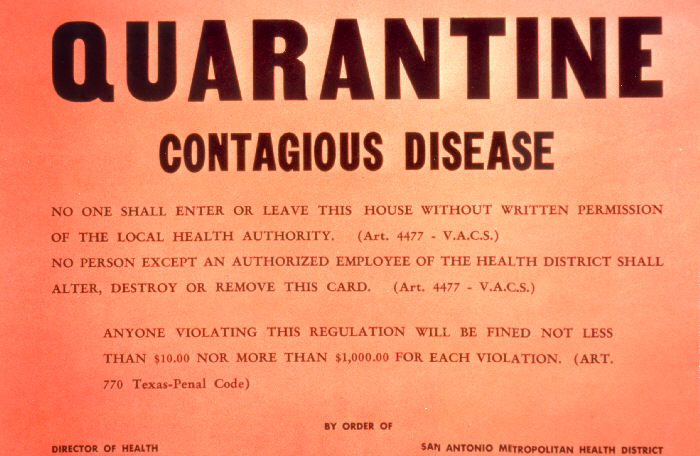 QUARANTINE
CONTAGIOUS DISEASE
NO ONE SHALL ENTER OR LEAVE THIS HOUSE WITHOUT WRITTEN PERMISSION
OF THE LOCAL HEALTH AUTHORITY. (Art. 4477 - V.A.C.S.)
NO PERSON EXCEPT AN AUTHORIZED EMPLOYEE OF THE HEALTH DISTRICT SHALL
ALTER, DESTROY OR REMOVE THIS CARD. (Art. 4477 - V.A.C.S.)
ANYONE VIOLATING THIS REGULATION WILL BE FINED NOT LESS
THAN $10.00 NOR MORE THAN $1,000.00 FOR EACH VIOLATION. (ART.
770 Texas-Penal Code)
BY ORDER OF
DIRECTOR OF HEALTH SAN ANTONIO METROPOLITAN HEALTH DISTRICT